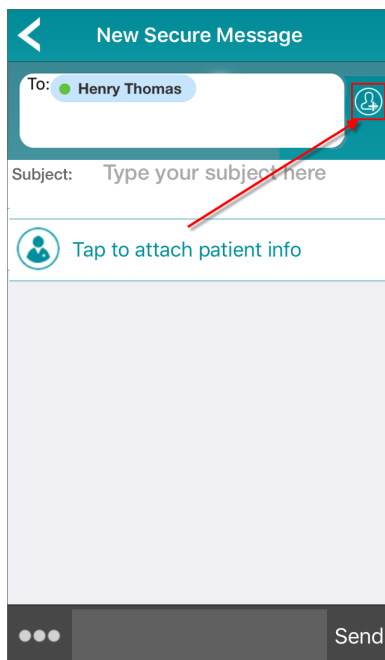 New Secure Message
To: Henry Thomas
Subject: Type your subject here
Tap to attach patient info
Send